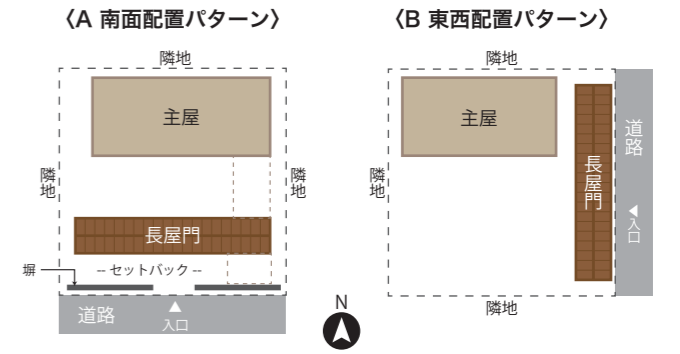 〈A 南面配置パターン〉
隣地
主屋
隣地
隣地
長屋門
塀
-- セットバック --
道路
入口
〈B 東西配置パターン〉
隣地
主屋
隣地
長屋門
道路
入口
隣地
N